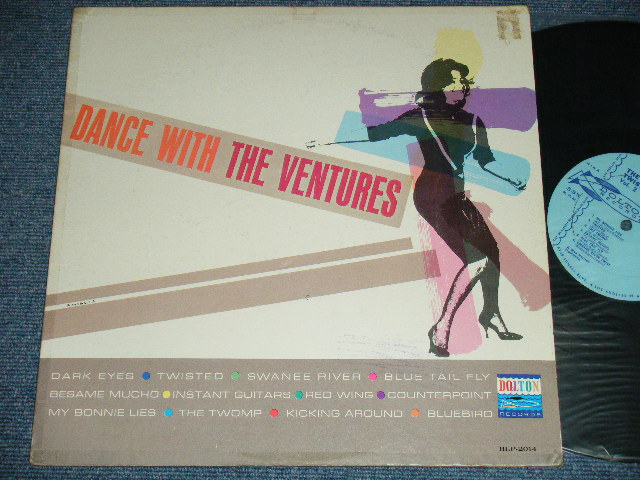 DANCE WITH THE VENTURES
DARK EYES • TWISTED • SWANEE RIVER • BLUE TAIL FLY
BESAME MUCHO • INSTANT GUITARS • RED WING • COUNTERPOINT
MY BONNIE LIES • THE TWOMP • KICKING AROUND • BLUEBIRD
DOLTON
RECORDS
BLP-2014
THE